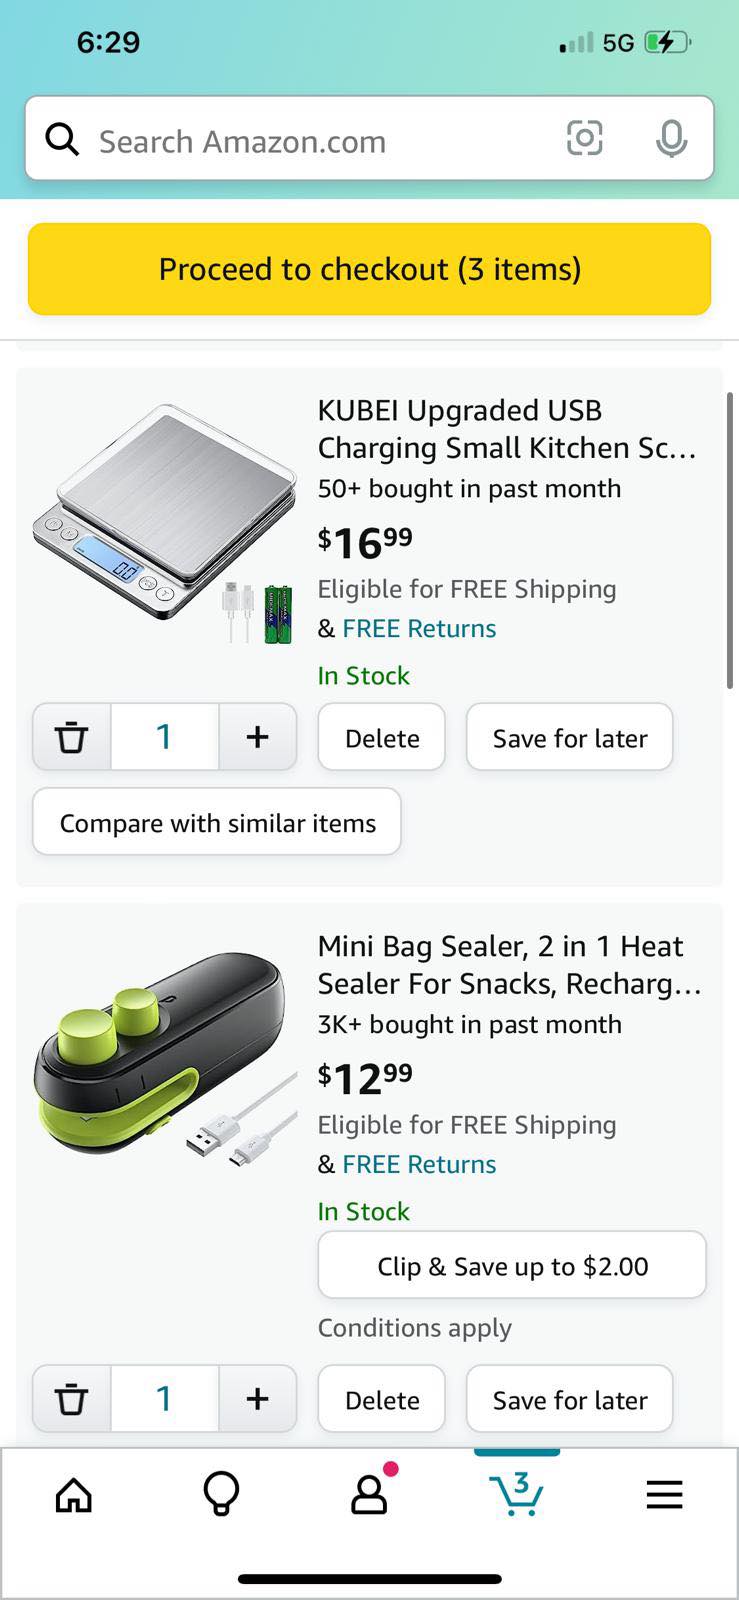 6:29
5G
Search Amazon.com
Proceed to checkout (3 items)
KUBEI Upgraded USB
Charging Small Kitchen Sc...
50+ bought in past month
$1699
Eligible for FREE Shipping
& FREE Returns
In Stock
1
+
Delete
Save for later
Compare with similar items
Mini Bag Sealer, 2 in 1 Heat
Sealer For Snacks, Recharg...
3K+ bought in past month
$1299
Eligible for FREE Shipping
& FREE Returns
In Stock
Clip & Save up to $2.00
Conditions apply
1
+
Delete
Save for later
3